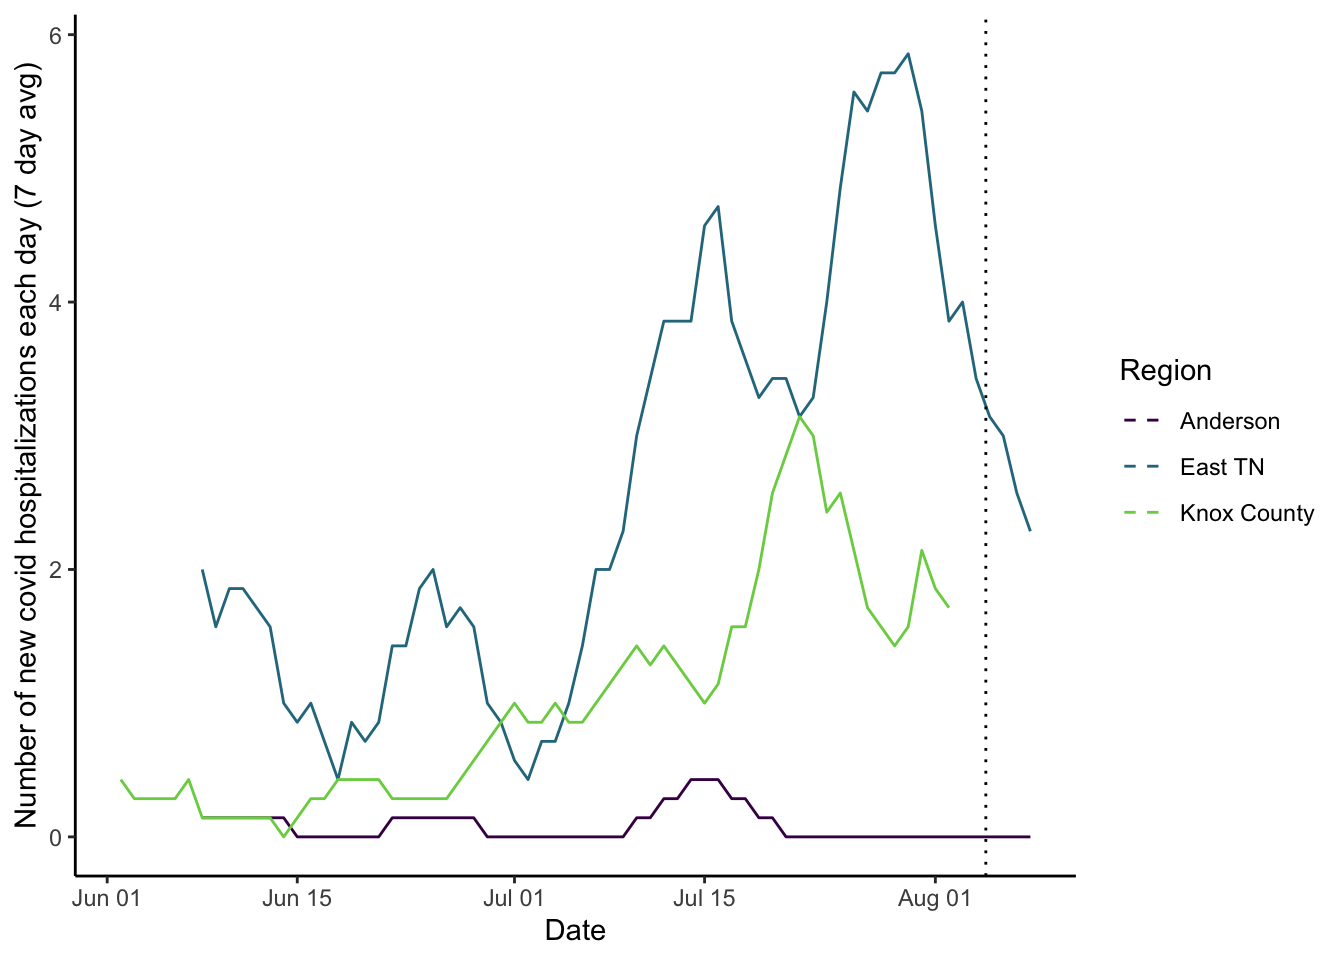 Number of new covid hospitalizations each day (7 day avg)
6
4
2
0
Jun 01
Jun 15
Jul 01
Jul 15
Aug 01
Date
Region
Anderson
East TN
Knox County